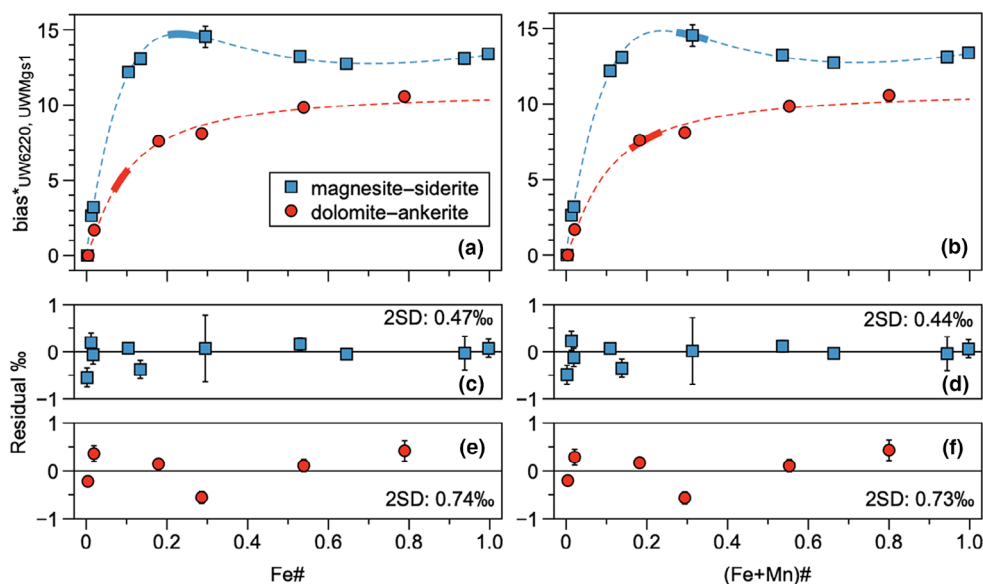 15
10
5
0
bias*UW6220, UWMgs1
magnesite–siderite
dolomite–ankerite
(a)
15
10
5
0
(b)
1
0
−1
2SD: 0.47‰
(c)
1
0
−1
2SD: 0.44‰
(d)
Residual ‰
1
0
−1
(e)
2SD: 0.74‰
0
0.2
0.4
0.6
0.8
1.0
Fe#
1
0
−1
(f)
2SD: 0.73‰
0
0.2
0.4
0.6
0.8
1.0
(Fe+Mn)#